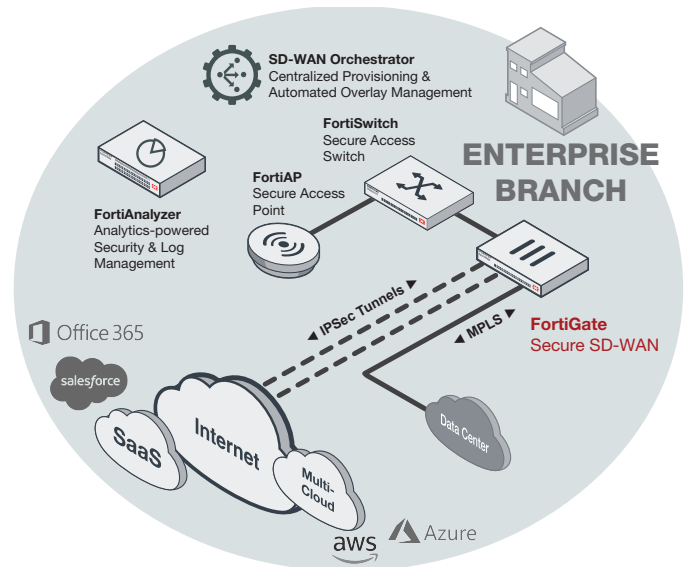 SD-WAN Orchestrator
Centralized Provisioning &
Automated Overlay Management
FortiSwitch
Secure Access
Switch
ENTERPRISE
BRANCH
FortiAP
Secure Access
Point
FortiAnalyzer
Analytics-powered
Security & Log
Management
◄ IPSec Tunnels ►
◄ MPLS ►
FortiGate
Secure SD-WAN
Office 365
salesforce
SaaS
Internet
Multi-
Cloud
Data Center
aws
Azure